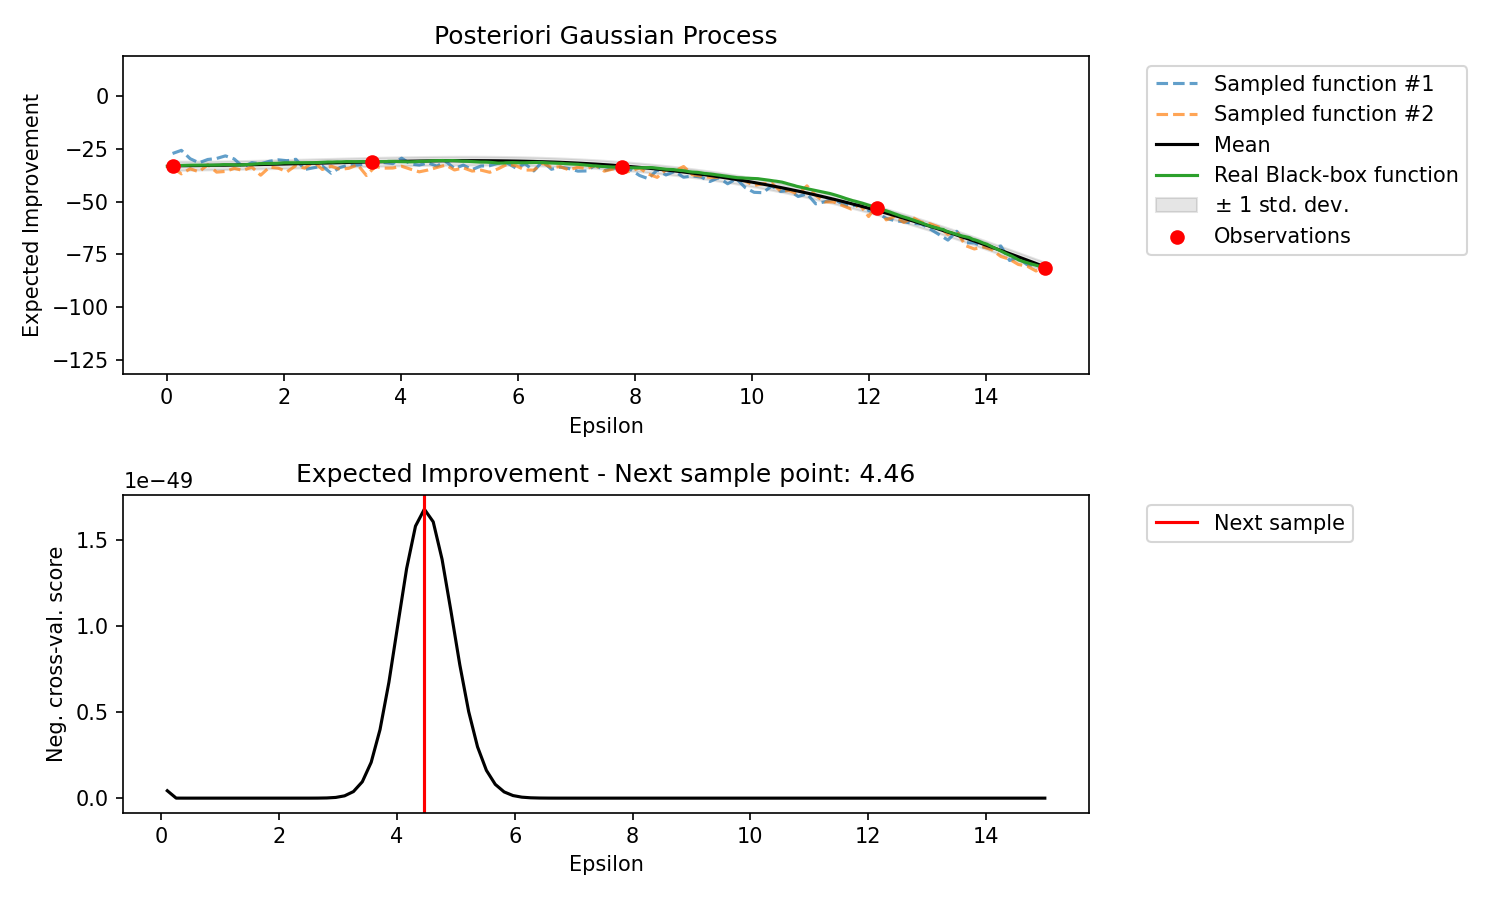 Posteriori Gaussian Process
Expected Improvement
0
−25
−50
−75
−100
−125
0 2 4 6 8 10 12 14
Epsilon
Sampled function #1
Sampled function #2
Mean
Real Black-box function
± 1 std. dev.
Observations
Expected Improvement - Next sample point: 4.46
1e−49
Neg. cross-val. score
1.5
1.0
0.5
0.0
0 2 4 6 8 10 12 14
Epsilon
Next sample